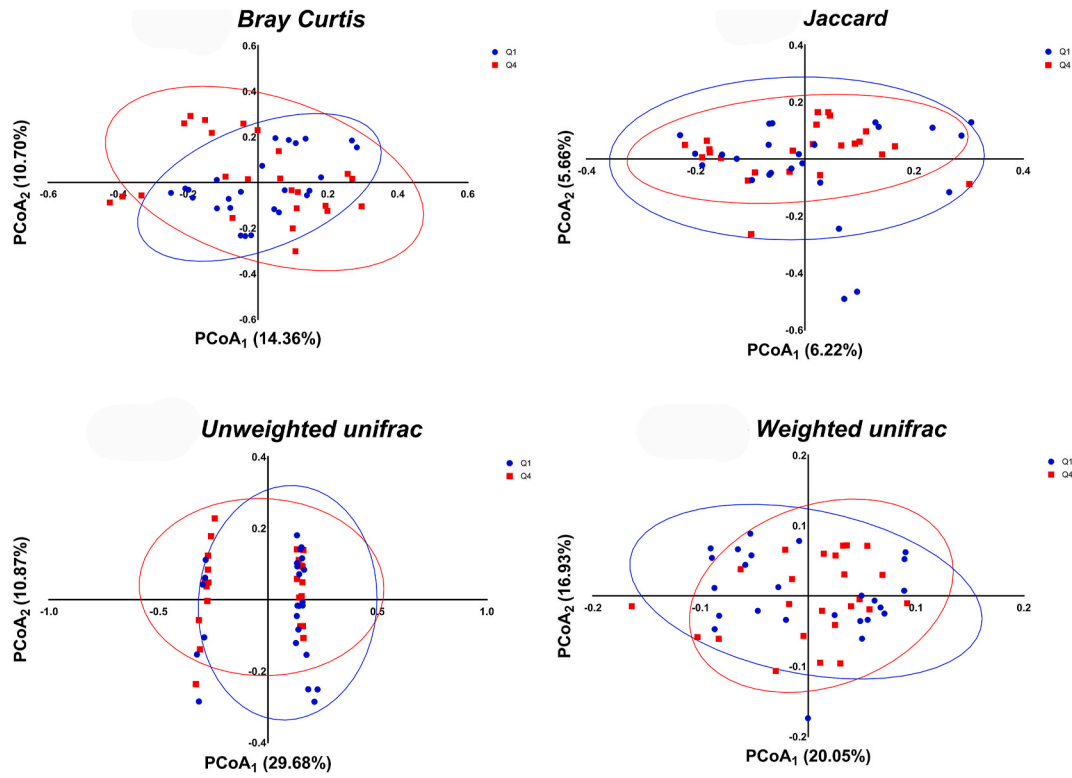 Bray Curtis
Q1
Q4
0.6
0.4
0.2
-0.6
-0.4
-0.2
0.2
0.4
0.6
-0.2
-0.4
-0.6
PCoA2 (10.70%)
PCoA1 (14.36%)
Jaccard
Q1
Q4
0.4
0.2
-0.4
-0.2
0.2
0.4
-0.2
-0.4
-0.6
PCoA2 (5.66%)
PCoA1 (6.22%)
Unweighted unifrac
Q1
Q4
0.4
0.2
-1.0
-0.5
0.5
1.0
-0.2
-0.4
PCoA2 (10.87%)
PCoA1 (29.68%)
Weighted unifrac
Q1
Q4
0.2
0.1
-0.2
-0.1
0.1
0.2
-0.1
-0.2
PCoA2 (16.93%)
PCoA1 (20.05%)